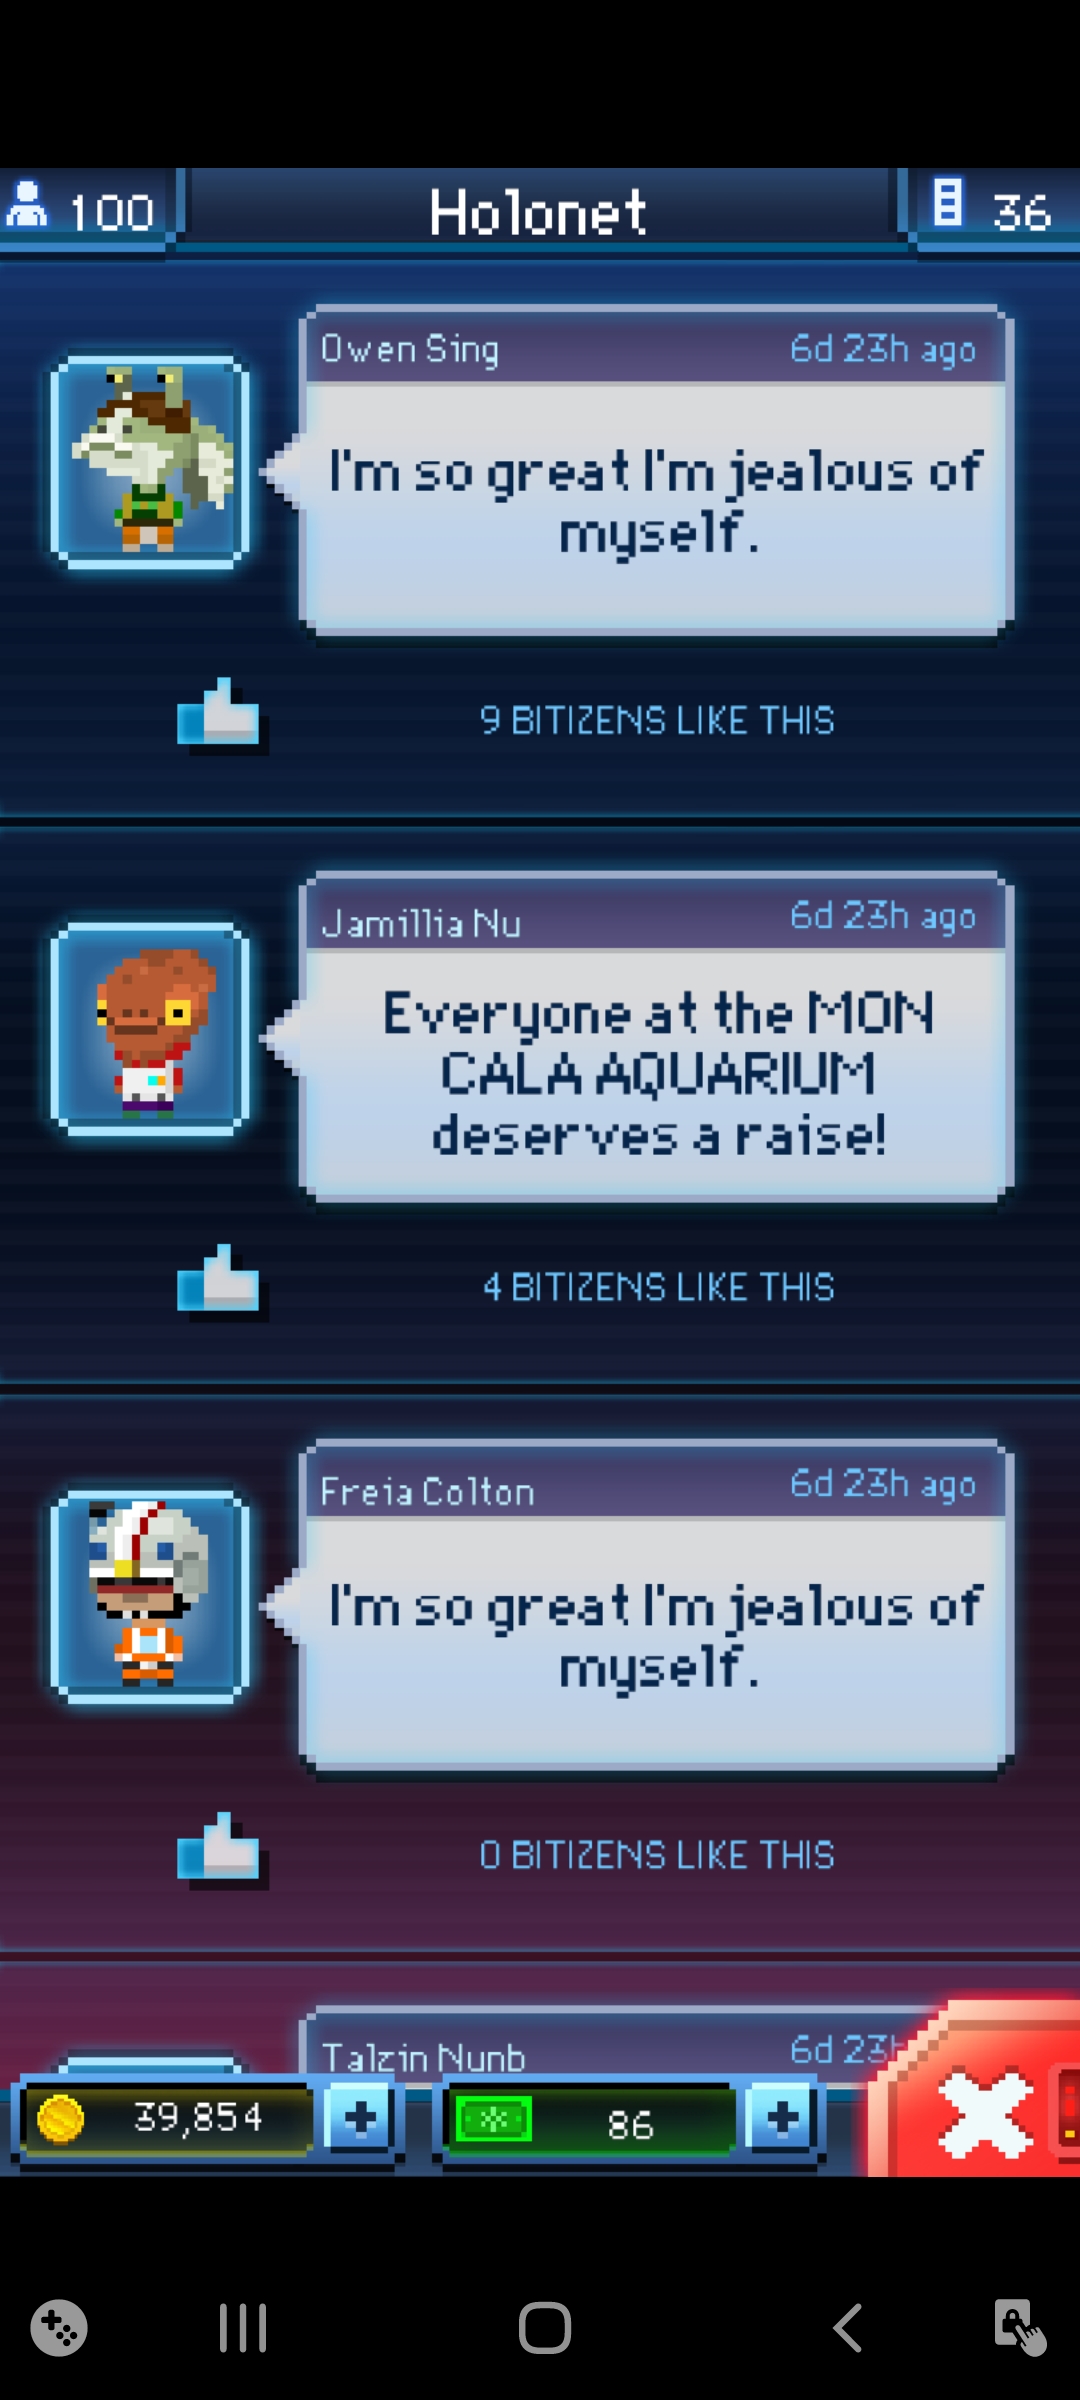 100
Holonet
36
Owen Sing
6d 23h ago
I'm so great I'm jealous of
myself.
9 BITIZENS LIKE THIS
Jamillia Nu
6d 23h ago
Everyone at the MON
CALA AQUARIUM
deserves a raise!
4 BITIZENS LIKE THIS
Freia Colton
6d 23h ago
I'm so great I'm jealous of
myself.
0 BITIZENS LIKE THIS
Talzin Nunb
6d 23h
39,854
86